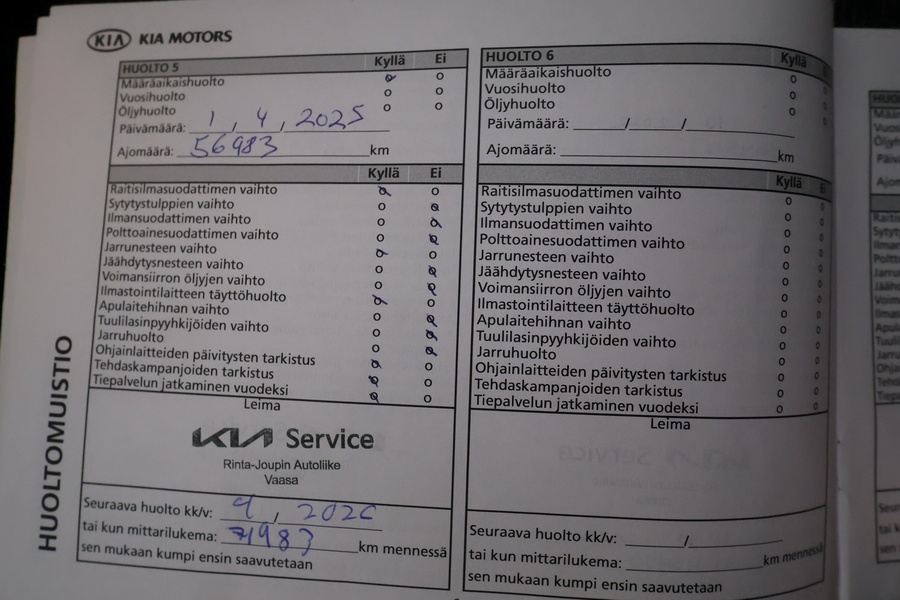 KIA KIA MOTORS
HUOLTO 5 Kyllä Ei
Määräaikaishuolto
Vuosihuolto
Öljyhuolto
Päivämäärä: 1 , 4 , 2025
Ajomäärä: 56983 km
Kyllä Ei
Raitisilmasuodattimen vaihto
Sytytystulppien vaihto
Ilmansuodattimen vaihto
Polttoainesuodattimen vaihto
Jarrunesteen vaihto
Jäähdytysnesteen vaihto
Voimansiirron öljyjen vaihto
Ilmastointilaitteen täyttöhuolto
Apulaitehihnan vaihto
Tuulilasinpyyhkijöiden vaihto
Jarruhuolto
Ohjainlaitteiden päivitysten tarkistus
Tehdaskampanjoiden tarkistus
Tiepalvelun jatkaminen vuodeksi
Leima
KIA Service
Rinta-Joupin Autoliike
Vaasa
Seuraava huolto kk/v: / 2026
tai kun mittarilukema: 71983 km mennessä
sen mukaan kumpi ensin saavutetaan
HUOLTOMUISTIO
HUOLTO 6 Kyllä
Määräaikaishuolto
Vuosihuolto
Öljyhuolto
Päivämäärä: / /
Ajomäärä: km
Kyllä Ei
Raitisilmasuodattimen vaihto
Sytytystulppien vaihto
Ilmansuodattimen vaihto
Polttoainesuodattimen vaihto
Jarrunesteen vaihto
Jäähdytysnesteen vaihto
Voimansiirron öljyjen vaihto
Ilmastointilaitteen täyttöhuolto
Apulaitehihnan vaihto
Tuulilasinpyyhkijöiden vaihto
Jarruhuolto
Ohjainlaitteiden päivitysten tarkistus
Tehdaskampanjoiden tarkistus
Tiepalvelun jatkaminen vuodeksi
Leima
Seuraava huolto kk/v: /
tai kun mittarilukema: km mennessä
sen mukaan kumpi ensin saavutetaan